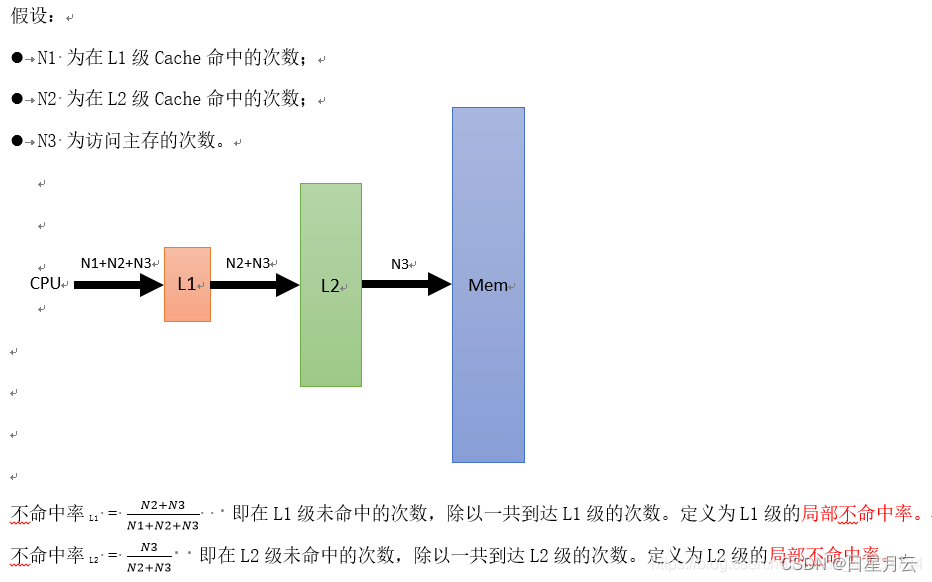 假设：
● N1 为在 L1 级 Cache 命中的次数；
● N2 为在 L2 级 Cache 命中的次数；
● N3 为访问主存的次数。
N1+N2+N3
N2+N3
N3
CPU
L1
L2
Mem
不命中率 L1 = (N2+N3)/(N1+N2+N3) 即在 L1 级未命中的次数，除以一共到达 L1 级的次数。定义为 L1 级的局部不命中率。
不命中率 L2 = N3/(N2+N3) 即在 L2 级未命中的次数，除以一共到达 L2 级的次数。定义为 L2 级的局部不命中率。
CSDN @日星月云